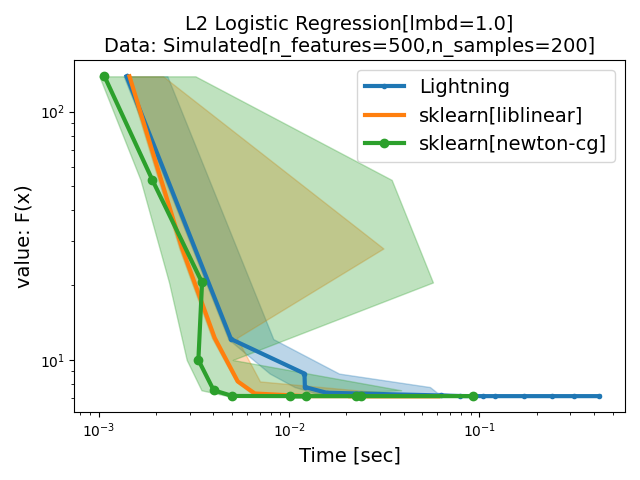 L2 Logistic Regression[lmbd=1.0]
Data: Simulated[n_features=500,n_samples=200]
Lightning
sklearn[liblinear]
sklearn[newton-cg]
value: F(x)
10²
10¹
10⁻³
10⁻²
10⁻¹
Time [sec]